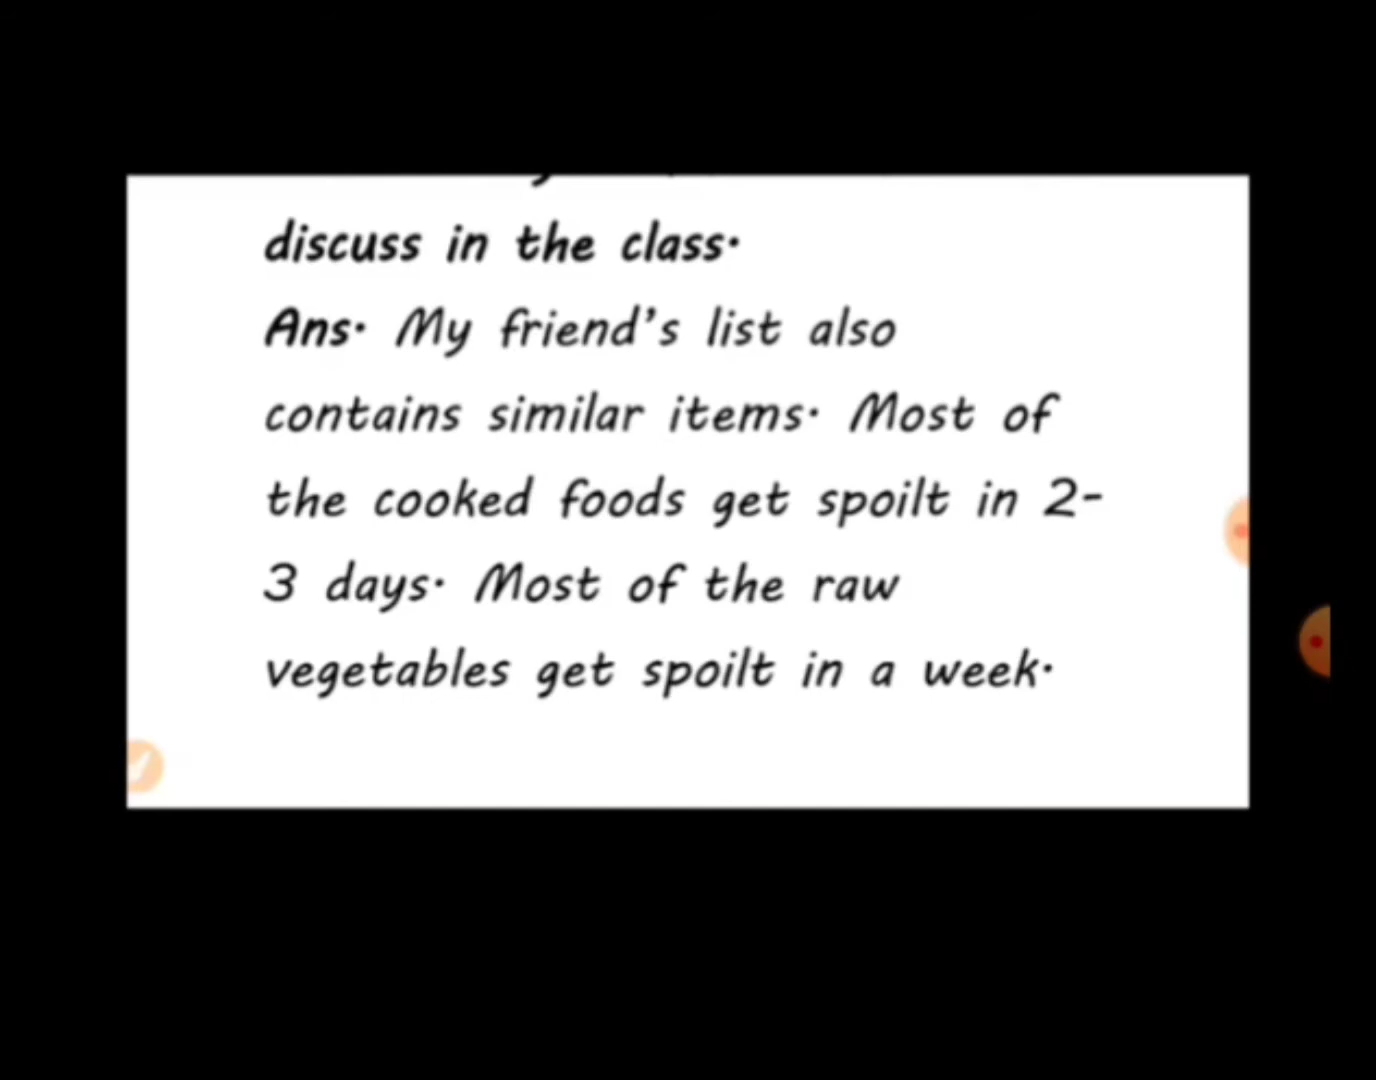 discuss in the class.
Ans. My friend's list also
contains similar items. Most of
the cooked foods get spoilt in 2-
3 days. Most of the raw
vegetables get spoilt in a week.